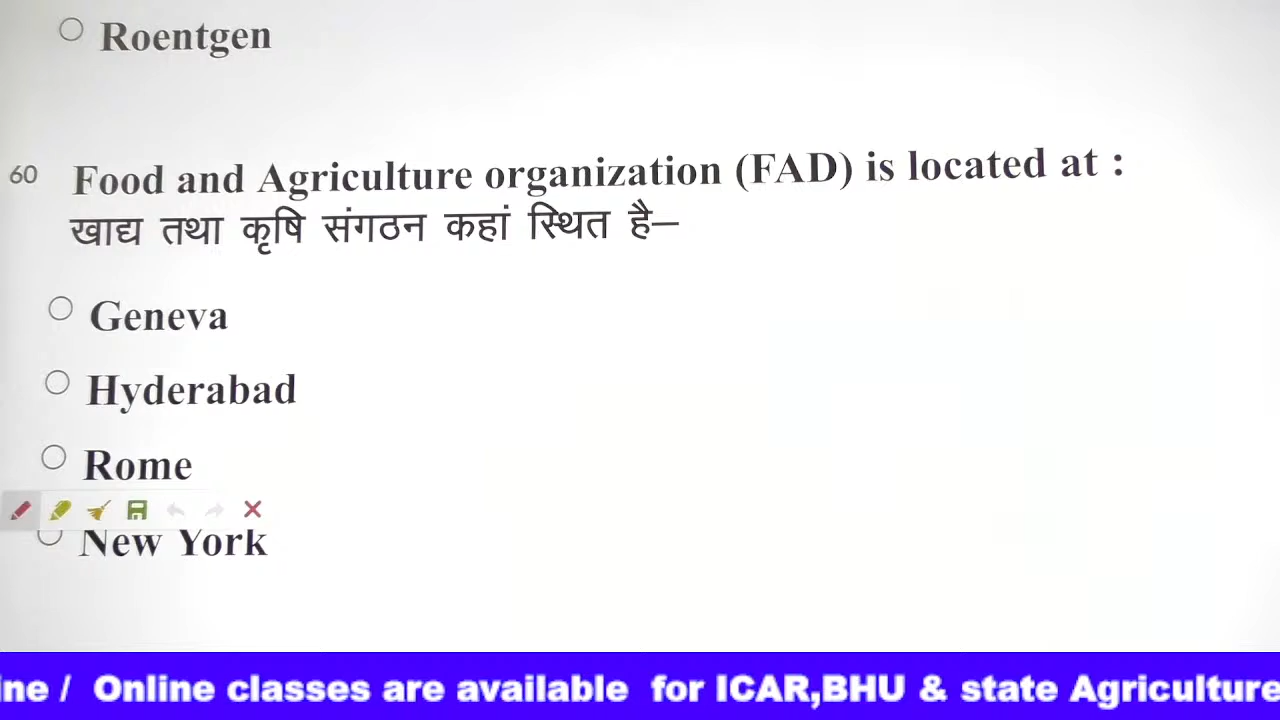 Roentgen
60 Food and Agriculture organization (FAD) is located at :
खाद्य तथा कृषि संगठन कहां स्थित है–
Geneva
Hyderabad
Rome
New York
ine / Online classes are available for ICAR,BHU & state Agriculture